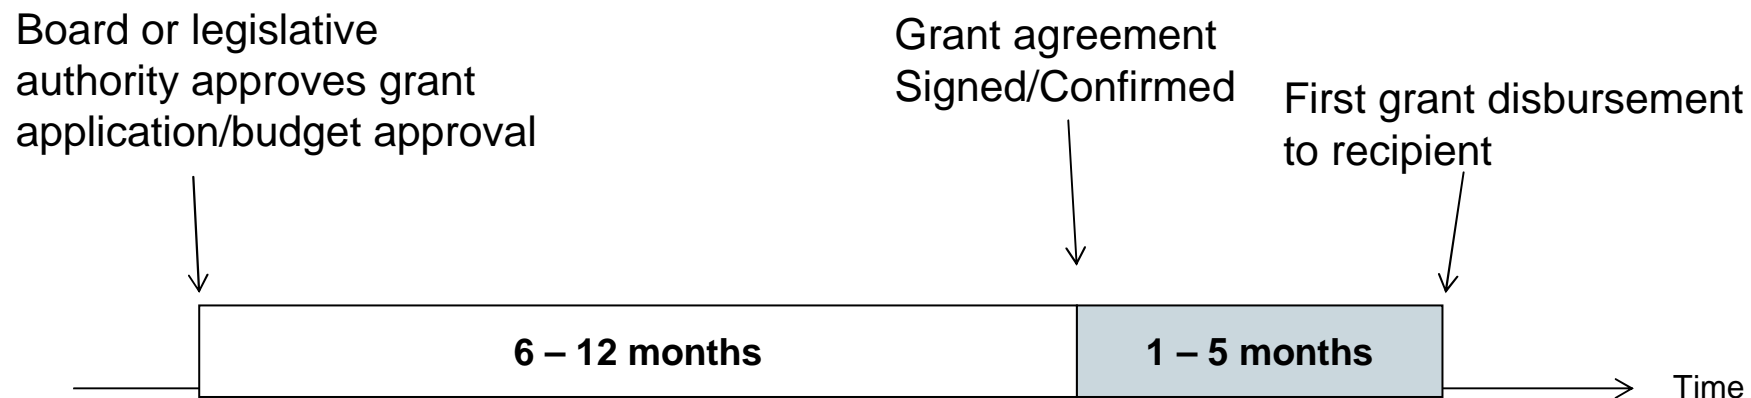 Board or legislative
authority approves grant
application/budget approval
Grant agreement
Signed/Confirmed
First grant disbursement
to recipient
6 – 12 months
1 – 5 months
Time